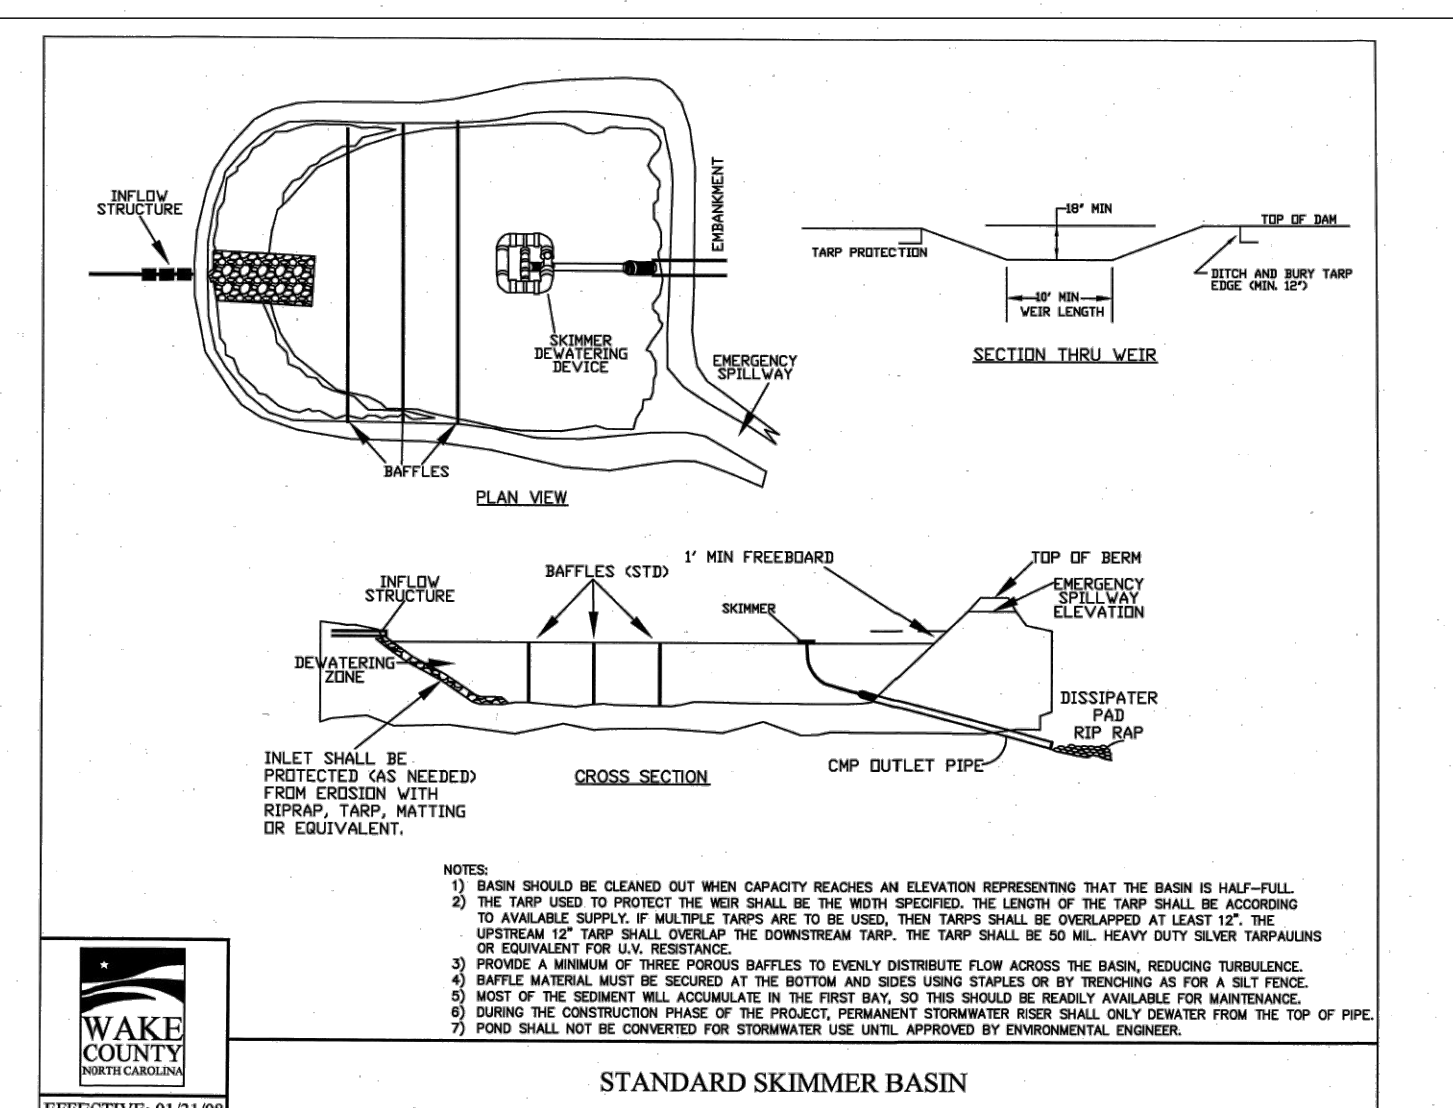 INFLOW
STRUCTURE
EMBANKMENT
SKIMMER
DEWATERING
DEVICE
EMERGENCY
SPILLWAY
BAFFLES
PLAN VIEW
18" MIN
TOP OF DAM
TARP PROTECTION
DITCH AND BURY TARP
EDGE (MIN. 12")
10' MIN
WEIR LENGTH
SECTION THRU WEIR
1' MIN FREEBOARD
TOP OF BERM
BAFFLES (STD)
INFLOW
STRUCTURE
EMERGENCY
SPILLWAY
ELEVATION
SKIMMER
DEWATERING
ZONE
DISSIPATER
PAD
RIP RAP
INLET SHALL BE
PROTECTED (AS NEEDED)
FROM EROSION WITH
RIPRAP, TARP, MATTING
OR EQUIVALENT.
CROSS SECTION
CMP OUTLET PIPE
NOTES:
1) BASIN SHOULD BE CLEANED OUT WHEN CAPACITY REACHES AN ELEVATION REPRESENTING THAT THE BASIN IS HALF-FULL.
2) THE TARP USED TO PROTECT THE WEIR SHALL BE THE WIDTH SPECIFIED. THE LENGTH OF THE TARP SHALL BE ACCORDING
TO AVAILABLE SUPPLY. IF MULTIPLE TARPS ARE TO BE USED, THEN TARPS SHALL BE OVERLAPPED AT LEAST 12". THE
UPSTREAM 12" TARP SHALL OVERLAP THE DOWNSTREAM TARP. THE TARP SHALL BE 50 MIL. HEAVY DUTY SILVER TARPAULINS
OR EQUIVALENT FOR U.V. RESISTANCE.
3) PROVIDE A MINIMUM OF THREE POROUS BAFFLES TO EVENLY DISTRIBUTE FLOW ACROSS THE BASIN, REDUCING TURBULENCE.
4) BAFFLE MATERIAL MUST BE SECURED AT THE BOTTOM AND SIDES USING STAPLES OR BY TRENCHING AS FOR A SILT FENCE.
5) MOST OF THE SEDIMENT WILL ACCUMULATE IN THE FIRST BAY, SO THIS SHOULD BE READILY AVAILABLE FOR MAINTENANCE.
6) DURING THE CONSTRUCTION PHASE OF THE PROJECT, PERMANENT STORMWATER RISER SHALL ONLY DEWATER FROM THE TOP OF PIPE.
7) POND SHALL NOT BE CONVERTED FOR STORMWATER USE UNTIL APPROVED BY ENVIRONMENTAL ENGINEER.
WAKE
COUNTY
NORTH CAROLINA
STANDARD SKIMMER BASIN
EFFECTIVE: 01/31/08